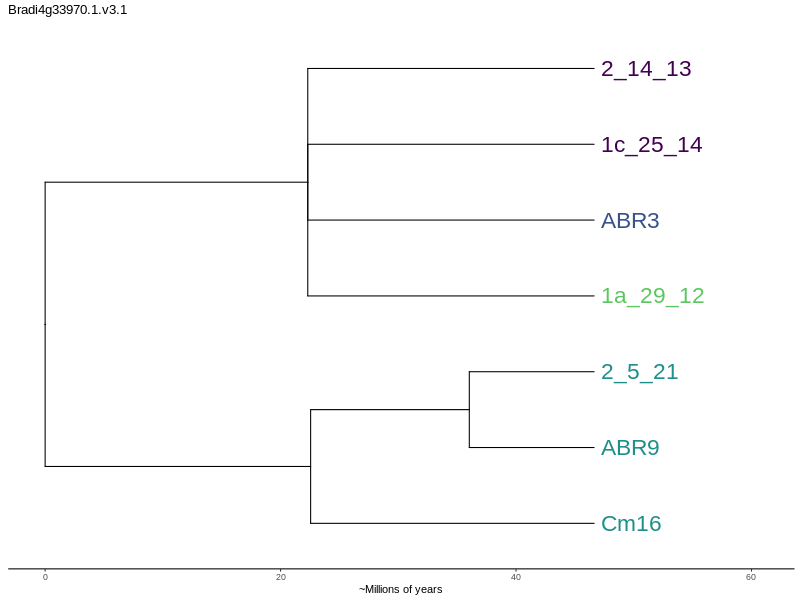 Bradi4g33970.1.v3.1
2_14_13
1c_25_14
ABR3
1a_29_12
2_5_21
ABR9
Cm16
0 20 40 60
~Millions of years